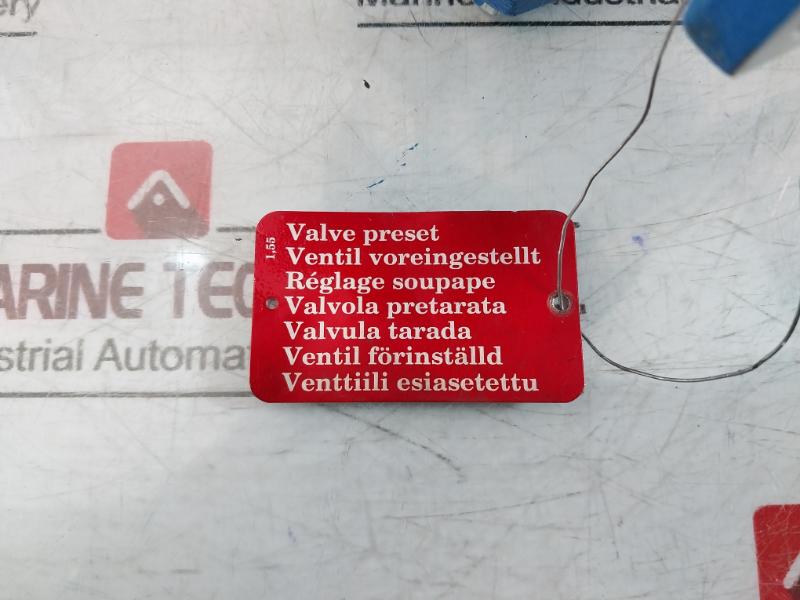 1,55
Valve preset
Ventil voreingestellt
Réglage soupape
Valvola pretarata
Valvula tarada
Ventil förinställd
Venttiili esiasetettu
ARINE TEC
strial Automat